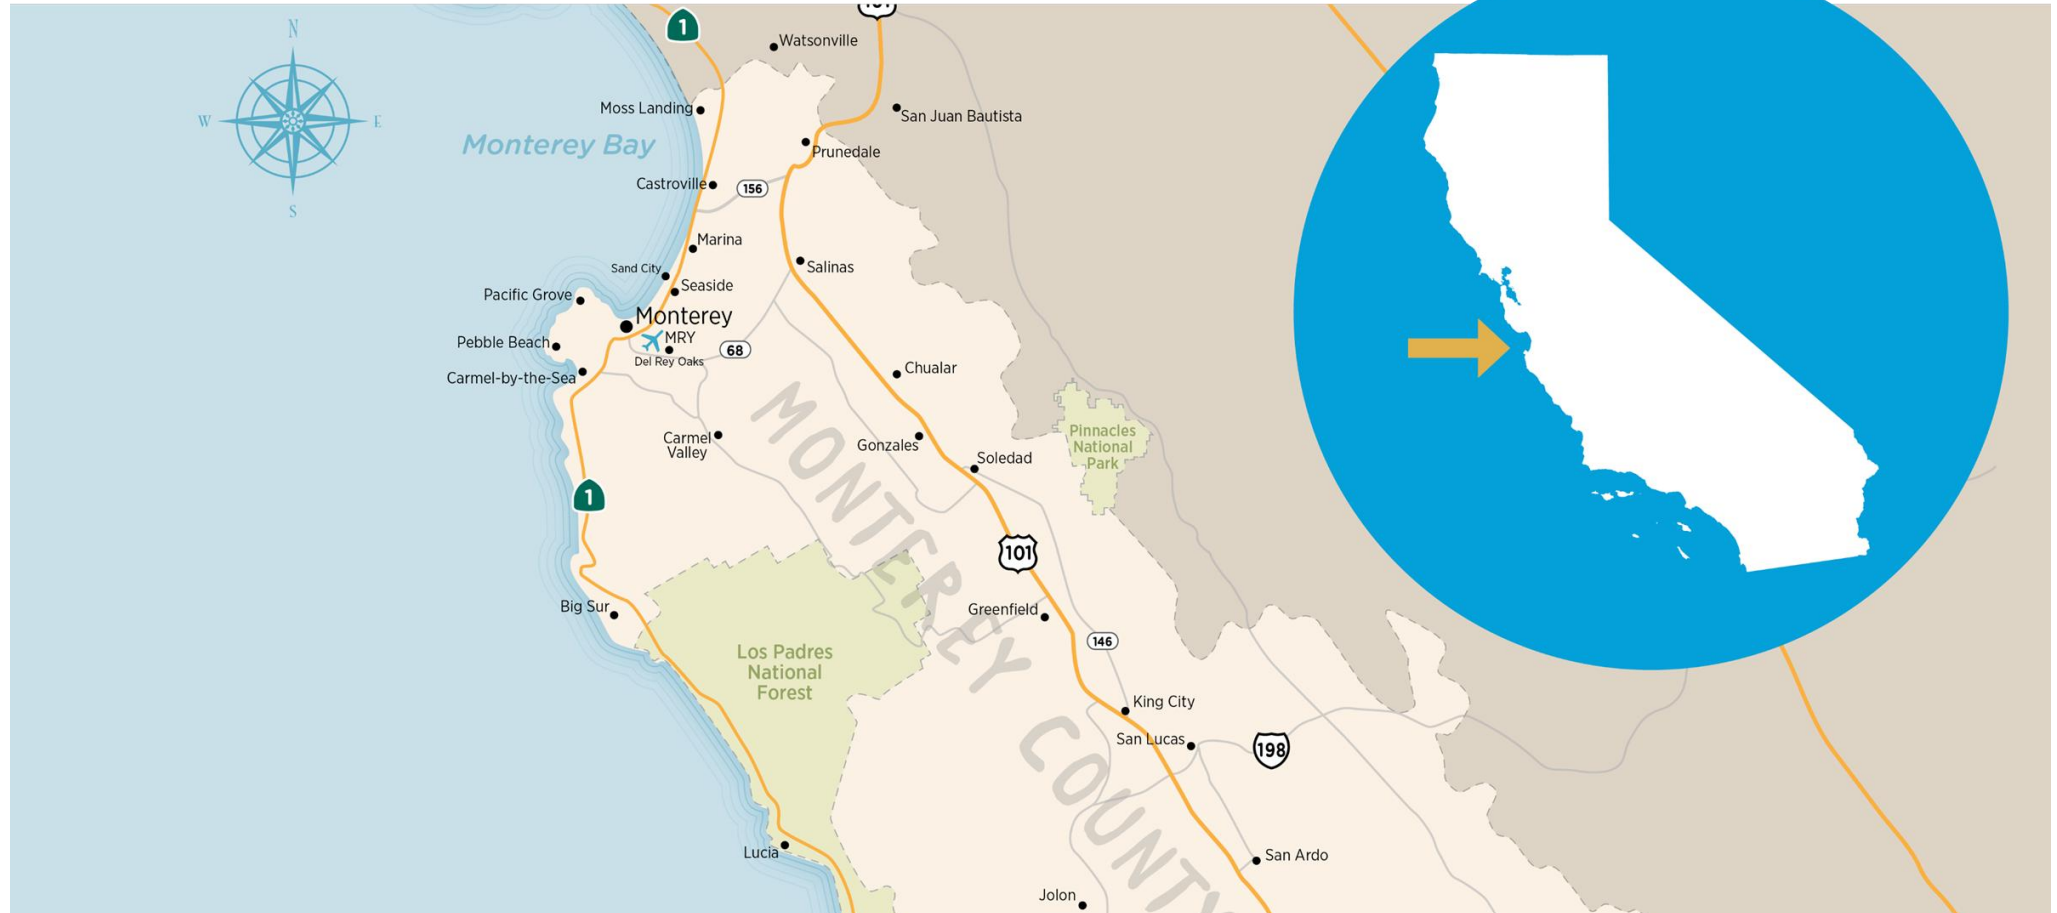 N
W
E
S
Monterey Bay
1
101
Watsonville
Moss Landing
San Juan Bautista
Prunedale
Castroville
156
Marina
Sand City
Salinas
Seaside
Pacific Grove
Monterey
MRY
Pebble Beach
68
Del Rey Oaks
Carmel-by-the-Sea
Chualar
Carmel
Valley
Gonzales
Soledad
Pinnacles
National
Park
1
101
MONTEREY COUNTY
Big Sur
Greenfield
146
Los Padres
National
Forest
King City
San Lucas
198
Lucia
San Ardo
Jolon